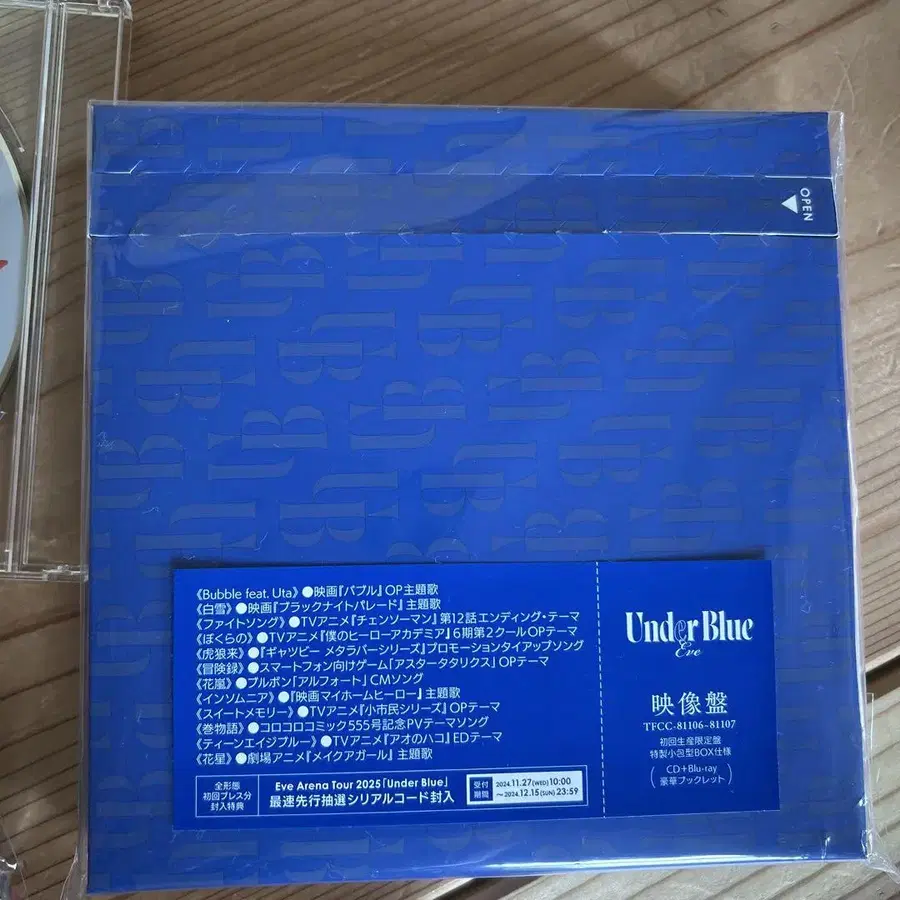 OPEN
《Bubble feat. Uta》●映画『バブル』OP主題歌
《白雪》●映画『ブラックナイトパレード』主題歌
《ファイトソング》●TVアニメ『チェンソーマン』第12話エンディング・テーマ
《ぼくらの》●TVアニメ『僕のヒーローアカデミア』6期第2クールOPテーマ
《虎狼来》●『ギャツビー メタラバーシリーズ』プロモーションタイアップソング
《冒険録》●スマートフォン向けゲーム「アスタータタリクス」OPテーマ
《花嵐》●ブルボン「アルフォート」CMソング
《インソムニア》●『映画マイホームヒーロー』主題歌
《スイートメモリー》●TVアニメ『小市民シリーズ』OPテーマ
《巻物語》●コロコロコミック555号記念PVテーマソング
《ティーンエイジブルー》●TVアニメ『アオのハコ』EDテーマ
《花星》●劇場アニメ『メイクアガール』主題歌
全形態
初回プレス分
封入特典
Eve Arena Tour 2025「Under Blue」
最速先行抽選シリアルコード封入
受付
期間
2024.11.27(WED)10:00
～2024.12.15(SUN)23:59
Under Blue
Eve
映像盤
TFCC-81106~81107
初回生産限定盤
特製小包型BOX仕様
(CD+Blu-ray
豪華ブックレット)